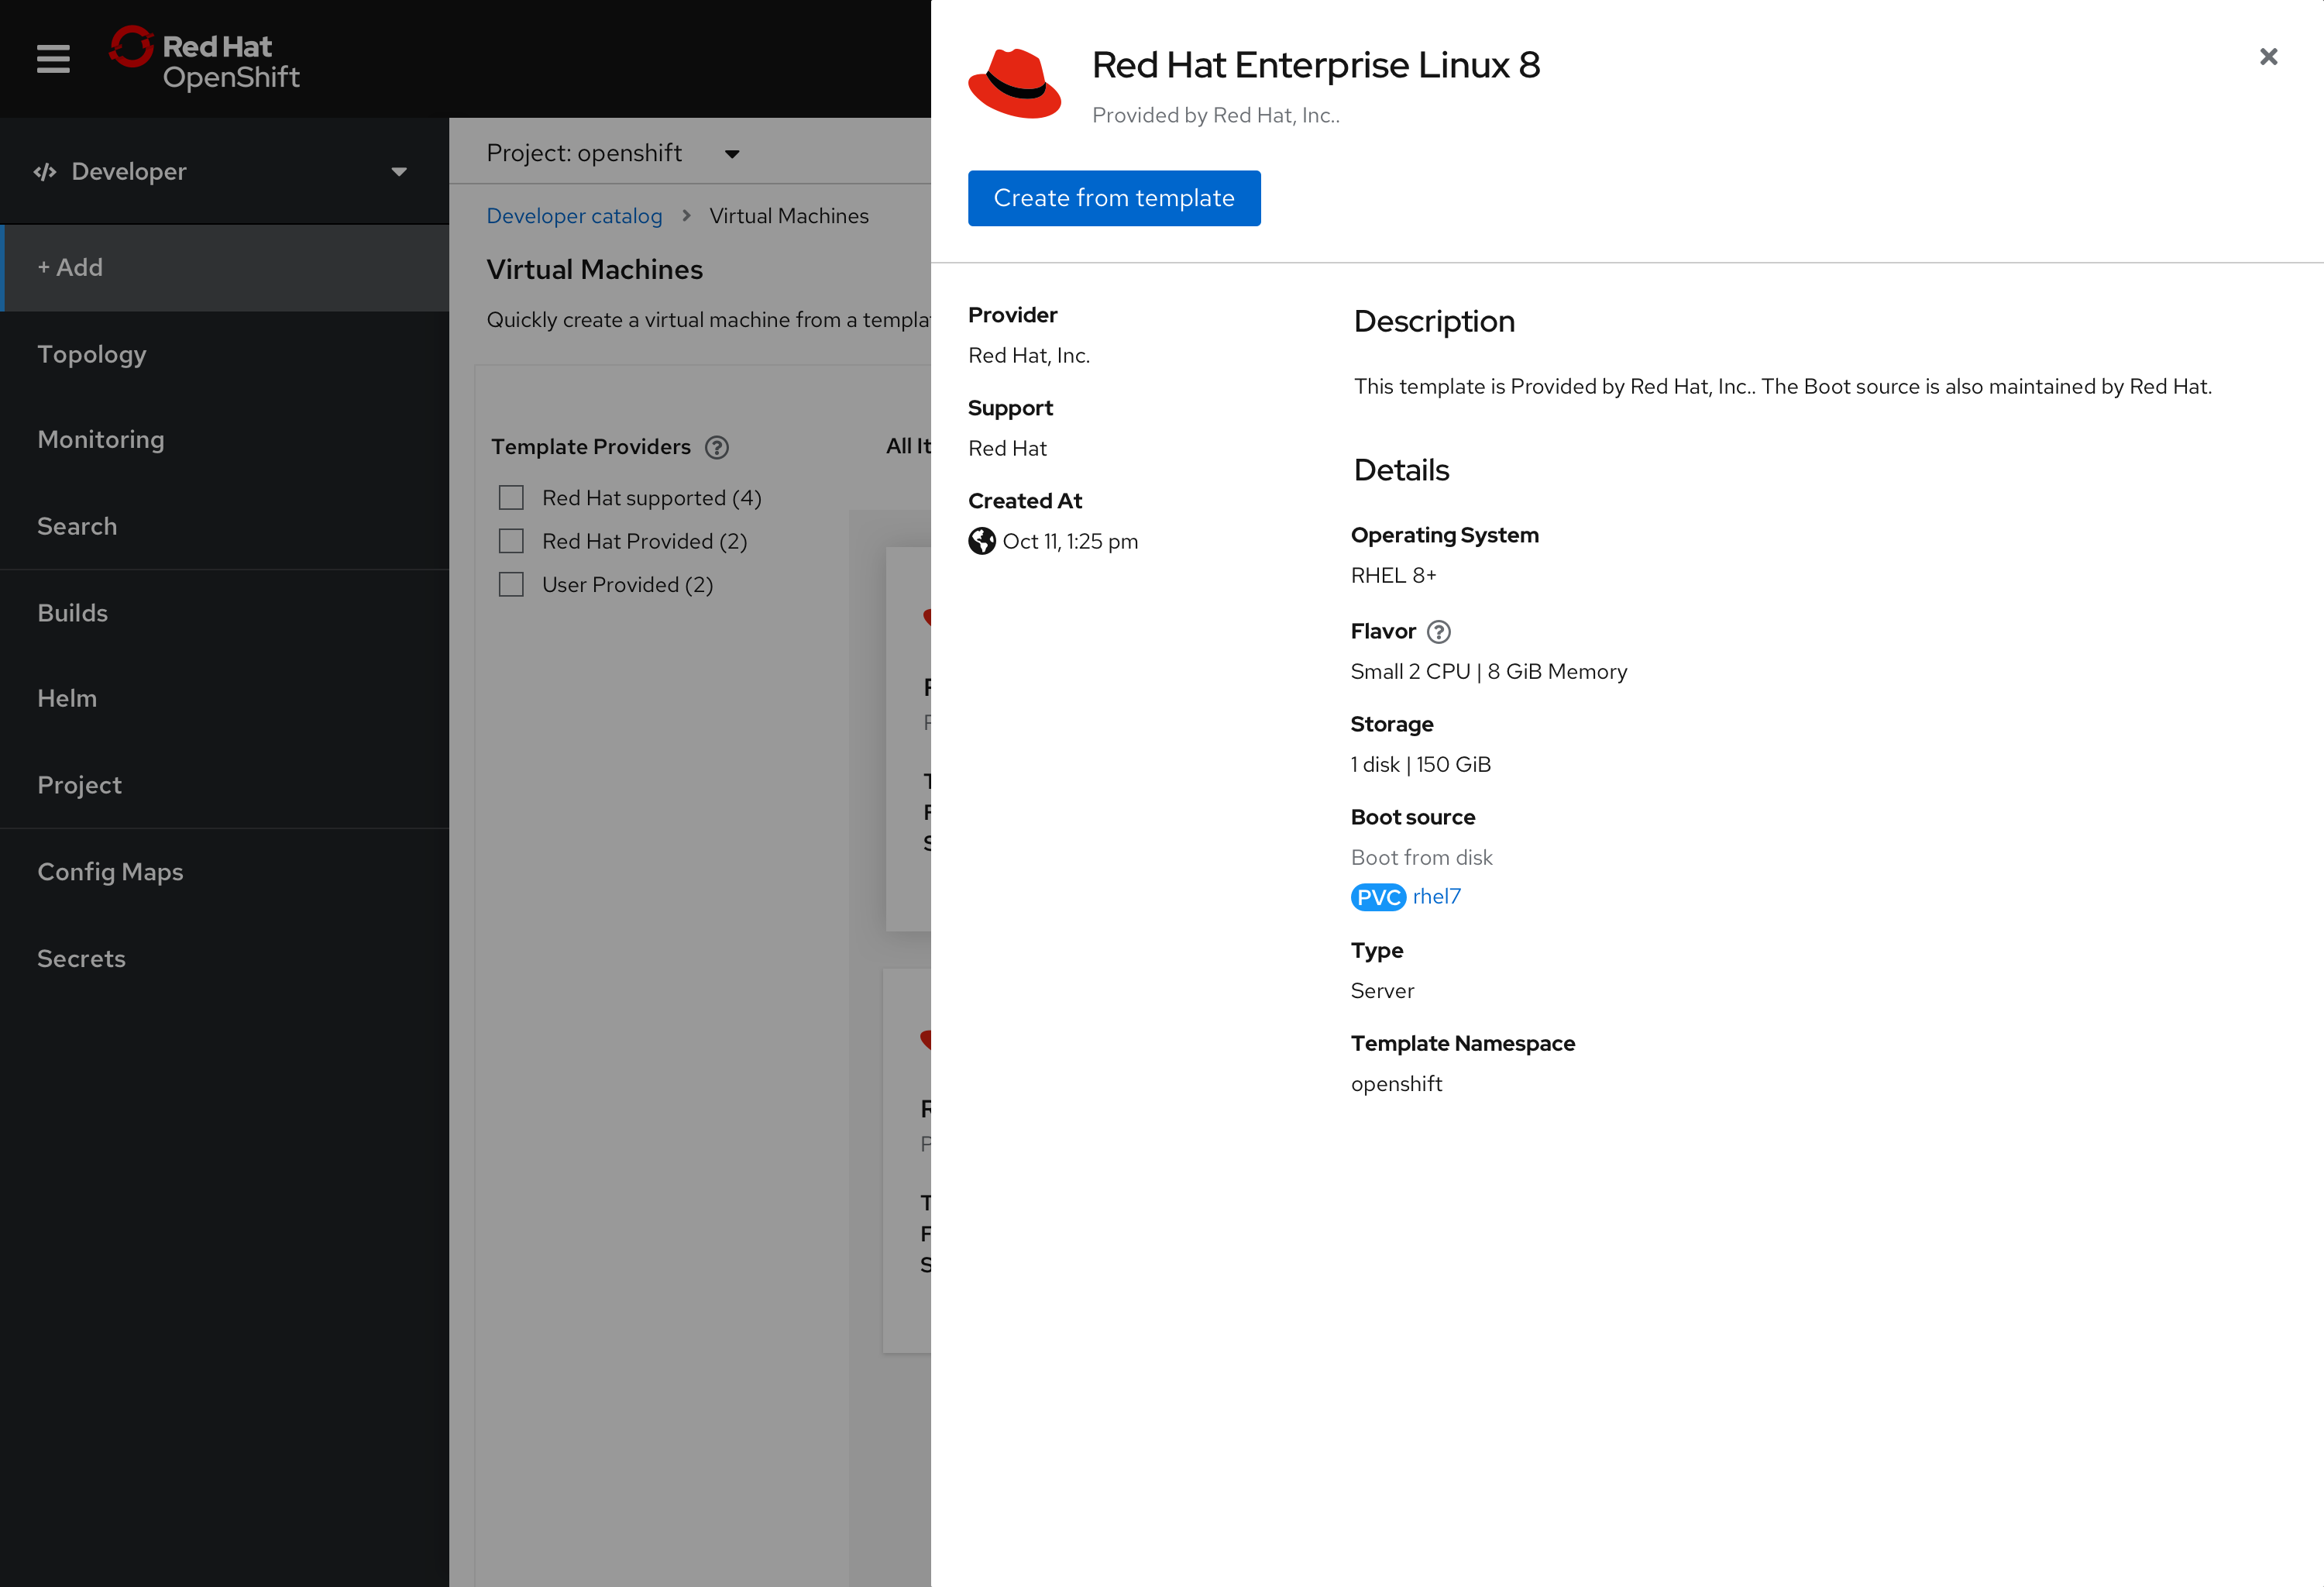 Red Hat
OpenShift
Developer
+ Add
Topology
Monitoring
Search
Builds
Helm
Project
Config Maps
Secrets
Project: openshift
Developer catalog > Virtual Machines
Virtual Machines
Quickly create a virtual machine from a
Template Providers
Red Hat supported (4)
Red Hat Provided (2)
User Provided (2)
All
Red Hat Enterprise Linux 8
Provided by Red Hat, Inc..
Create from template
Provider
Red Hat, Inc.
Support
Red Hat
Created At
Oct 11, 1:25 pm
Description
This template is Provided by Red Hat, Inc.. The Boot source is also maintained by Red Hat.
Details
Operating System
RHEL 8+
Flavor
Small 2 CPU | 8 GiB Memory
Storage
1 disk | 150 GiB
Boot source
Boot from disk
PVC rhel7
Type
Server
Template Namespace
openshift